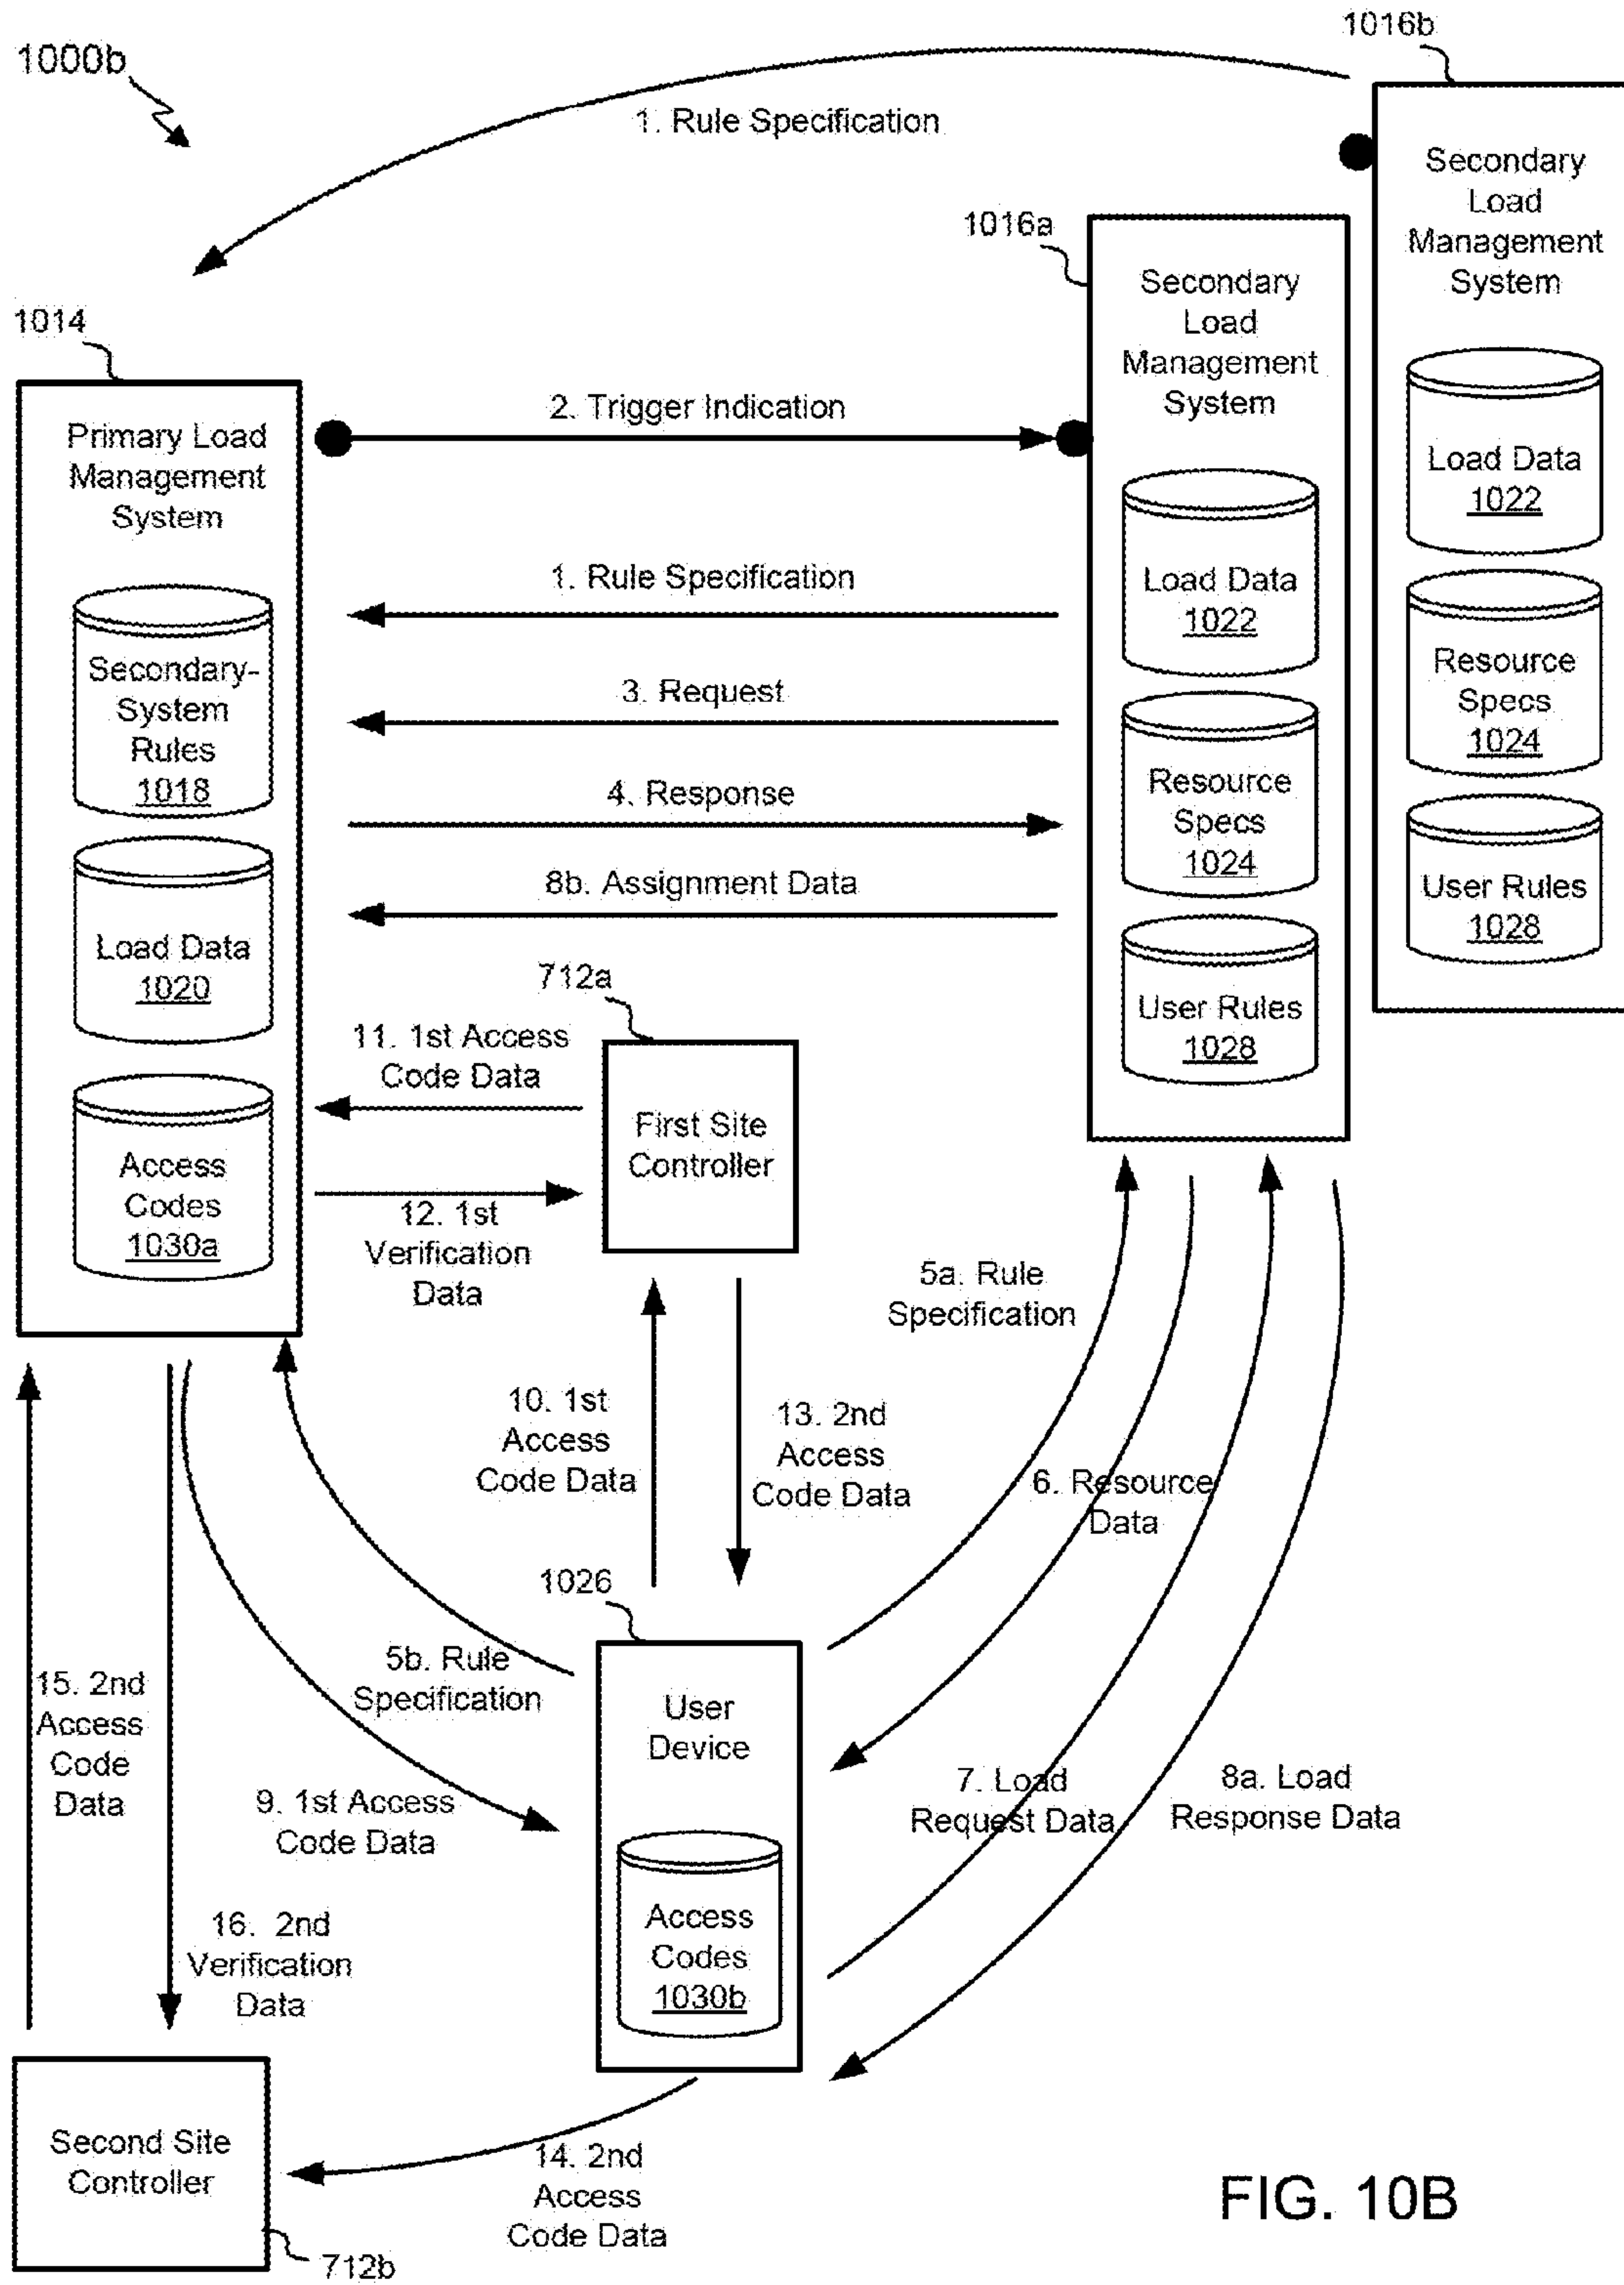 1000b
1016b
1. Rule Specification
Secondary
Load
Management
System
Load Data
1022
Resource
Specs
1024
User Rules
1028
1016a
Secondary
Load
Management
System
Load Data
1022
Resource
Specs
1024
User Rules
1028
1014
Primary Load
Management
System
Secondary-
System
Rules
1018
Load Data
1020
Access
Codes
1030a
2. Trigger Indication
1. Rule Specification
3. Request
4. Response
8b. Assignment Data
712a
11. 1st Access
Code Data
First Site
Controller
12. 1st
Verification
Data
5a. Rule
Specification
10. 1st
Access
Code Data
13. 2nd
Access
Code Data
6. Resource
Data
1026
5b. Rule
Specification
User
Device
Access
Codes
1030b
15. 2nd
Access
Code
Data
9. 1st Access
Code Data
7. Load
Request Data
8a. Load
Response Data
16. 2nd
Verification
Data
Second Site
Controller
14. 2nd
Access
Code Data
712b
FIG. 10B